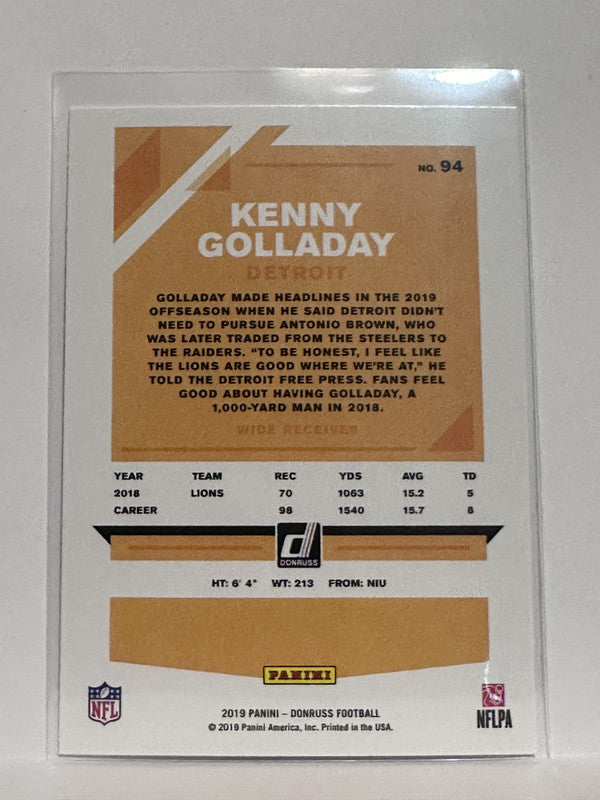 NO. 94
KENNY
GOLLADAY
DETROIT
GOLLADAY MADE HEADLINES IN THE 2019
OFFSEASON WHEN HE SAID DETROIT DIDN'T
NEED TO PURSUE ANTONIO BROWN, WHO
WAS LATER TRADED FROM THE STEELERS TO
THE RAIDERS. "TO BE HONEST, I FEEL LIKE
THE LIONS ARE GOOD WHERE WE'RE AT," HE
TOLD THE DETROIT FREE PRESS. FANS FEEL
GOOD ABOUT HAVING GOLLADAY, A
1,000-YARD MAN IN 2018.
WIDE RECEIVER
YEAR TEAM REC YDS AVG TD
2018 LIONS 70 1063 15.2 5
CAREER 98 1540 15.7 8
d
DONRUSS
HT: 6' 4" WT: 213 FROM: NIU
PANINI
NFL
NFLPA
2019 PANINI – DONRUSS FOOTBALL
© 2019 Panini America, Inc. Printed in the USA.